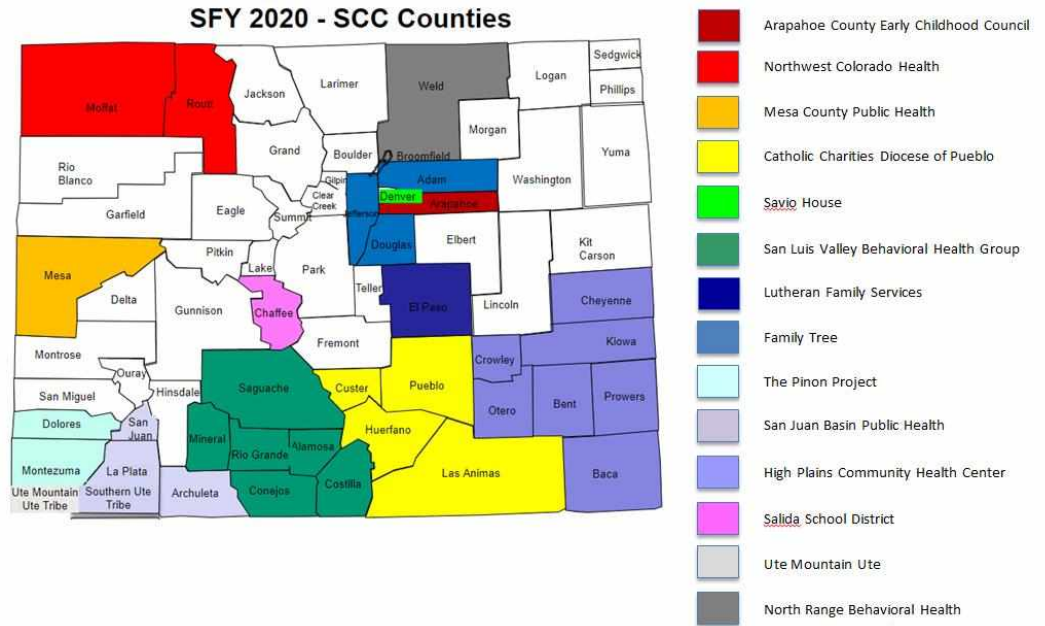 SFY 2020 - SCC Counties
Moffat
Routt
Jackson
Larimer
Weld
Logan
Sedgwick
Phillips
Morgan
Grand
Boulder
Broomfield
Yuma
Rio
Blanco
Gilpin
Clear
Creek
Adam
Denver
Arapahoe
Washington
Garfield
Eagle
Summit
Jefferson
Douglas
Elbert
Kit
Carson
Pitkin
Lake
Park
Mesa
Delta
Gunnison
Chaffee
Teller
El Paso
Lincoln
Cheyenne
Kiowa
Montrose
Fremont
Crowley
Ouray
Hinsdale
Saguache
Custer
Pueblo
Otero
Bent
Prowers
San Miguel
Dolores
San
Juan
Mineral
Rio Grande
Alamosa
Huerfano
Montezuma
La Plata
Archuleta
Conejos
Costilla
Las Animas
Baca
Ute Mountain
Ute Tribe
Southern Ute
Tribe
Arapahoe County Early Childhood Council
Northwest Colorado Health
Mesa County Public Health
Catholic Charities Diocese of Pueblo
Savio House
San Luis Valley Behavioral Health Group
Lutheran Family Services
Family Tree
The Pinon Project
San Juan Basin Public Health
High Plains Community Health Center
Salida School District
Ute Mountain Ute
North Range Behavioral Health